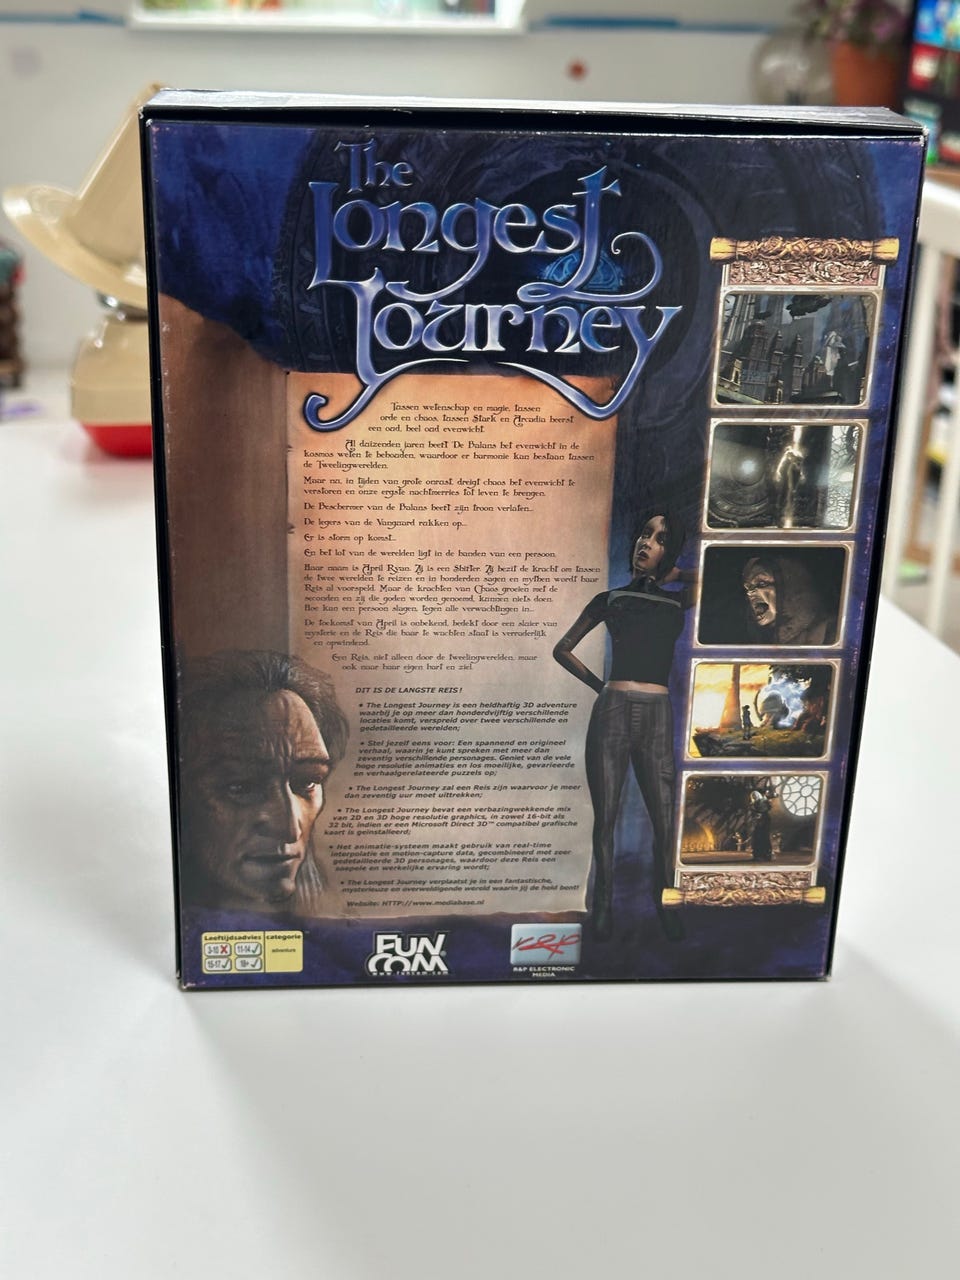 The
Longest
Journey
Tussen wetenschap en magie, tussen
orde en chaos, tussen Stark en Arcadia heerst
een oud, heel oud evenwicht.
Al duizenden jaren heeft De Balans het evenwicht in de
kosmos weten te behouden, waardoor er harmonie kan bestaan tussen
de Tweelingwerelden.
Maar nu, in tijden van grote onrust, dreigt chaos het evenwicht te
verstoren en onze ergste nachtmerries tot leven te brengen.
De Beschermer van de Balans heeft zijn troon verlaten...
De legers van de Vanguard rukken op...
Er is storm op komst...
En het lot van de werelden ligt in de handen van een persoon.
Haar naam is April Ryan. Zij is een Shifter. Zij bezit de kracht om tussen
de twee werelden te reizen en in honderden sagen en mythen wordt haar
Reis al voorspeld. Maar de krachten van Chaos groeien met de
seconden en zij die goden worden genoemd, kunnen niets doen.
Hoe kan een persoon slagen, tegen alle verwachtingen in...
De toekomst van April is onbekend, bedekt door een sluier van
mysterie en de Reis die haar te wachten staat is verraderlijk
en opwindend.
Een Reis, niet alleen door de tweelingwerelden, maar
ook naar haar eigen hart en ziel.
DIT IS DE LANGSTE REIS!
• The Longest Journey is een heldhaftig 3D adventure
waarbij je op meer dan honderdvijftig verschillende
locaties komt, verspreid over twee verschillende en
gedetailleerde werelden;
• Stel jezelf eens voor: Een spannend en origineel
verhaal, waarin je kunt spreken met meer dan
zeventig verschillende personages. Geniet van de vele
hoge resolutie animaties en los moeilijke, gevarieerde
en verhaalgerelateerde puzzels op;
• The Longest Journey zal een Reis zijn waarvoor je meer
dan zeventig uur moet uittrekken;
• The Longest Journey bevat een verbazingwekkende mix
van 2D en 3D hoge resolutie graphics, in zowel 16-bit als
32 bit, indien er een Microsoft Direct 3D™ compatibel grafische
kaart is geïnstalleerd;
• Het animatie-systeem maakt gebruik van real-time
interpolatie en motion-capture data, gecombineerd met zeer
gedetailleerde 3D personages, waardoor deze Reis een
soepele en werkelijke ervaring wordt;
• The Longest Journey verplaatst je in een fantastische,
mysterieuze en overweldigende wereld waarin jij de held bent!
Website: HTTP://www.mediabase.nl
Leeftijdsadvies categorie
3-10 11-14 adventure
15-17 18+
FUN
COM
www.funcom.com
R&P
R&P ELECTRONIC
MEDIA